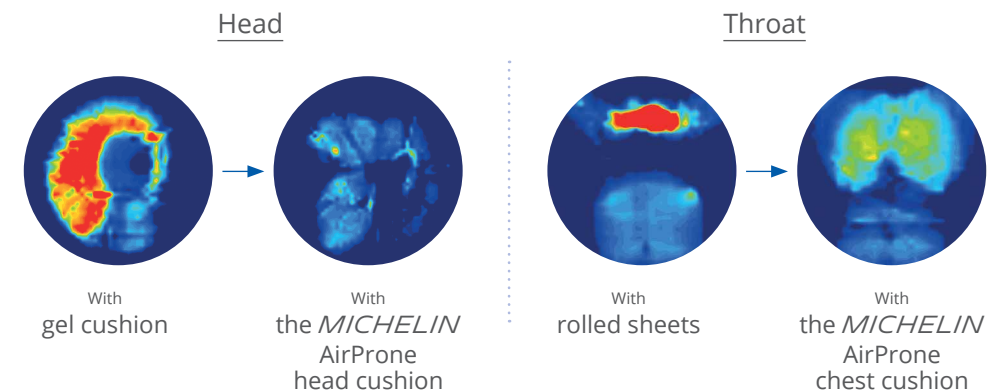 Head
Throat
With
gel cushion
With
the MICHELIN
AirProne
head cushion
With
rolled sheets
With
the MICHELIN
AirProne
chest cushion